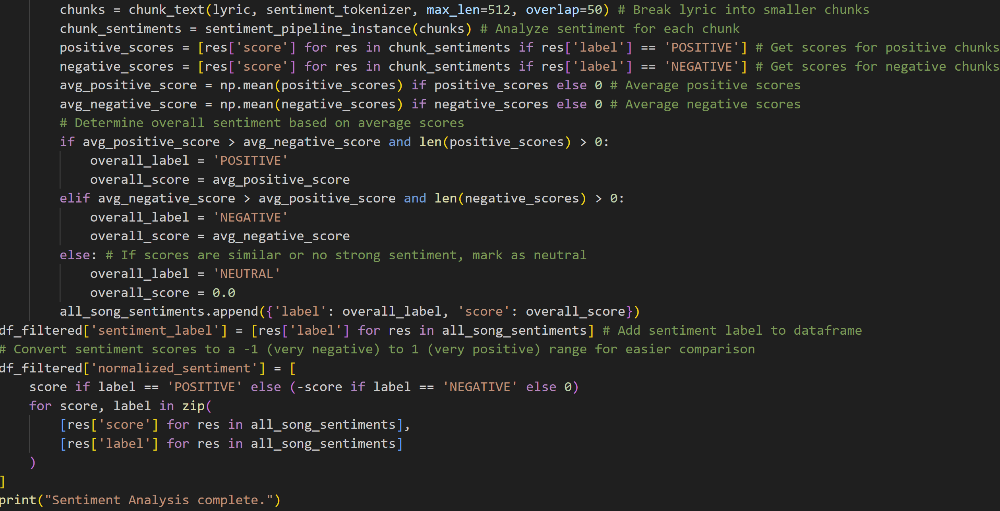 chunks = chunk_text(lyric, sentiment_tokenizer, max_len=512, overlap=50) # Break lyric into smaller chunks
        chunk_sentiments = sentiment_pipeline_instance(chunks) # Analyze sentiment for each chunk
        positive_scores = [res['score'] for res in chunk_sentiments if res['label'] == 'POSITIVE'] # Get scores for positive chunks
        negative_scores = [res['score'] for res in chunk_sentiments if res['label'] == 'NEGATIVE'] # Get scores for negative chunks
        avg_positive_score = np.mean(positive_scores) if positive_scores else 0 # Average positive scores
        avg_negative_score = np.mean(negative_scores) if negative_scores else 0 # Average negative scores
        # Determine overall sentiment based on average scores
        if avg_positive_score > avg_negative_score and len(positive_scores) > 0:
            overall_label = 'POSITIVE'
            overall_score = avg_positive_score
        elif avg_negative_score > avg_positive_score and len(negative_scores) > 0:
            overall_label = 'NEGATIVE'
            overall_score = avg_negative_score
        else: # If scores are similar or no strong sentiment, mark as neutral
            overall_label = 'NEUTRAL'
            overall_score = 0.0
        all_song_sentiments.append({'label': overall_label, 'score': overall_score})
df_filtered['sentiment_label'] = [res['label'] for res in all_song_sentiments] # Add sentiment label to dataframe
# Convert sentiment scores to a -1 (very negative) to 1 (very positive) range for easier comparison
df_filtered['normalized_sentiment'] = [
    score if label == 'POSITIVE' else (-score if label == 'NEGATIVE' else 0)
    for score, label in zip(
        [res['score'] for res in all_song_sentiments],
        [res['label'] for res in all_song_sentiments]
    )
]
print("Sentiment Analysis complete.")